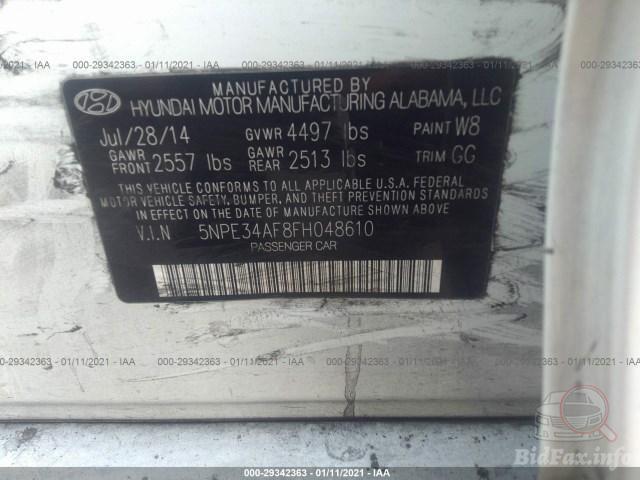 000-29342363 - 01/11/2021 - IAA
MANUFACTURED BY
HYUNDAI MOTOR MANUFACTURING ALABAMA, LLC
Jul/28/14 GVWR 4497 lbs PAINT W8
GAWR FRONT 2557 lbs GAWR REAR 2513 lbs TRIM GG
THIS VEHICLE CONFORMS TO ALL APPLICABLE U.S.A. FEDERAL
MOTOR VEHICLE SAFETY, BUMPER, AND THEFT PREVENTION STANDARDS
IN EFFECT ON THE DATE OF MANUFACTURE SHOWN ABOVE
V.I.N 5NPE34AF8FH048610
PASSENGER CAR
000-29342363 - 01/11/2021 - IAA
000-29342363 - 01/11/2021 - IAA
BidFax.info